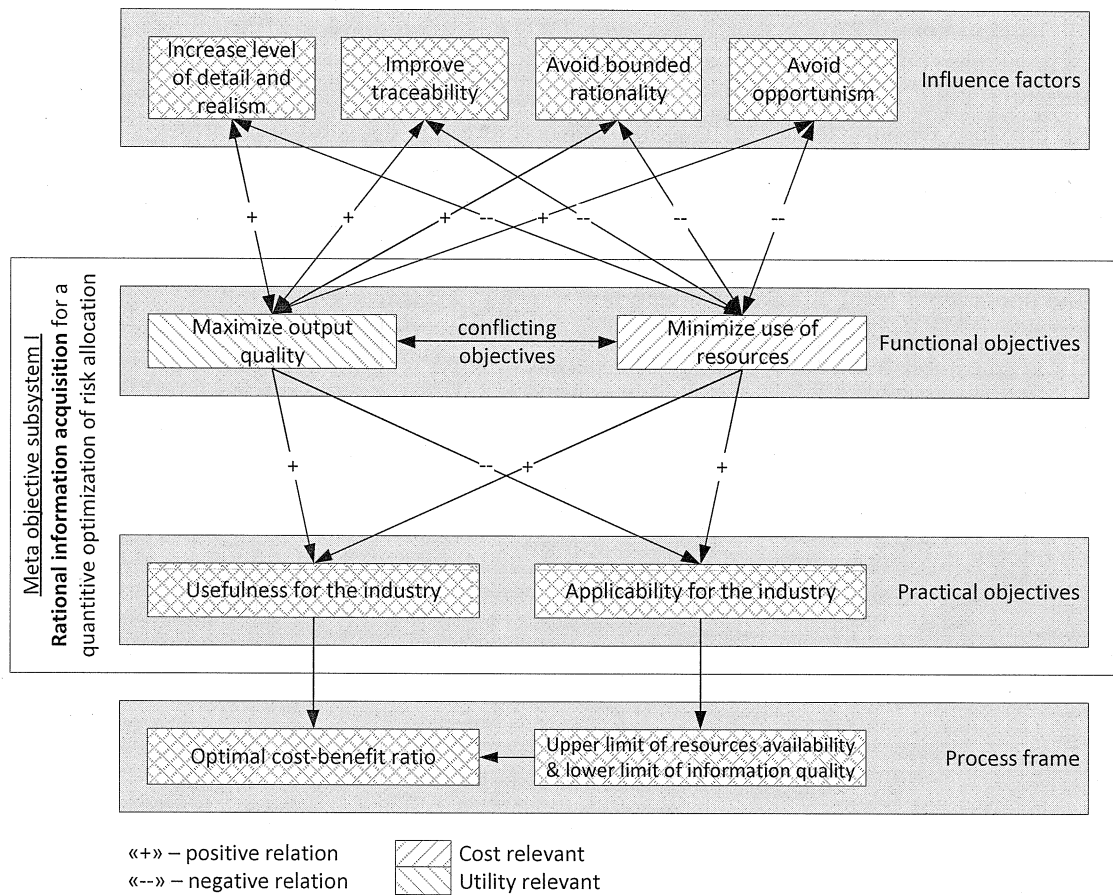 Increase level
of detail and
realism
Improve
traceability
Avoid bounded
rationality
Avoid
opportunism
Influence factors
+
+
+
--
+
--
--
--
Meta objective subsystem I
Rational information acquisition for a
quantitive optimization of risk allocation
Maximize output
quality
conflicting
objectives
Minimize use of
resources
Functional objectives
+
--
+
+
Usefulness for the industry
Applicability for the industry
Practical objectives
Optimal cost-benefit ratio
Upper limit of resources availability
& lower limit of information quality
Process frame
«+» – positive relation
«--» – negative relation
Cost relevant
Utility relevant